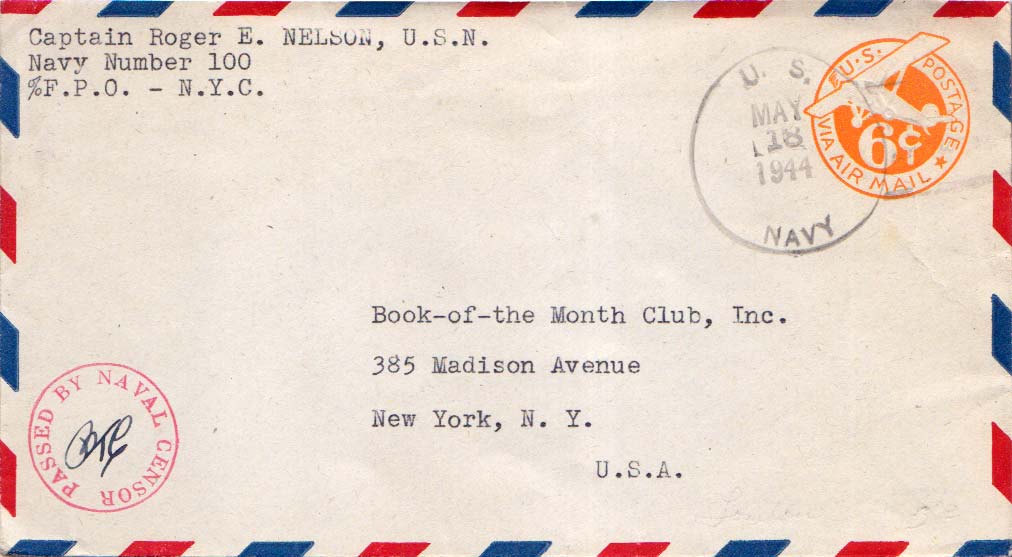 Captain Roger E. NELSON, U.S.N.
Navy Number 100
%F.P.O. - N.Y.C.
U. S.
MAY
18
1944
NAVY
U.S. POSTAGE
6¢
VIA AIR MAIL
Book-of-the Month Club, Inc.
385 Madison Avenue
New York, N. Y.
U.S.A.
PASSED BY NAVAL CENSOR